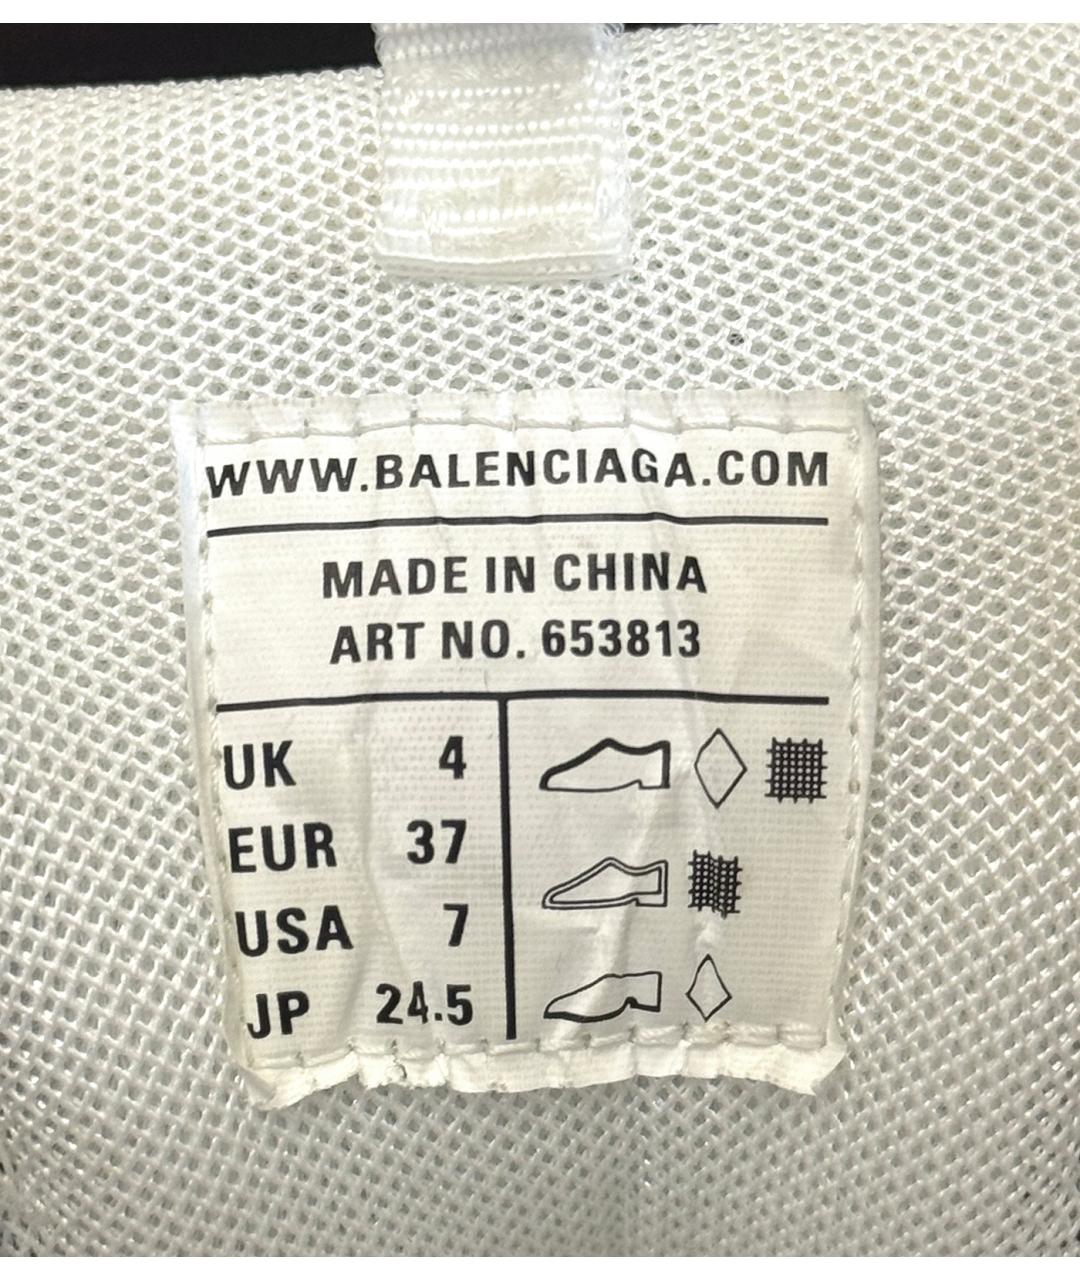 WWW.BALENCIAGA.COM
MADE IN CHINA
ART NO. 653813
UK 4
EUR 37
USA 7
JP 24.5